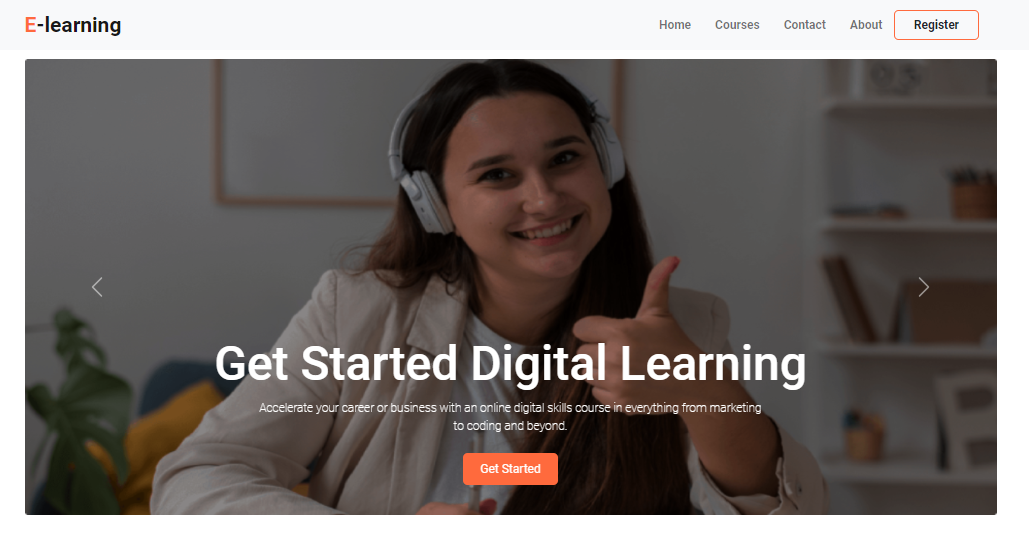 E-learning
Home Courses Contact About Register
Get Started Digital Learning
Accelerate your career or business with an online digital skills course in everything from marketing
to coding and beyond.
Get Started